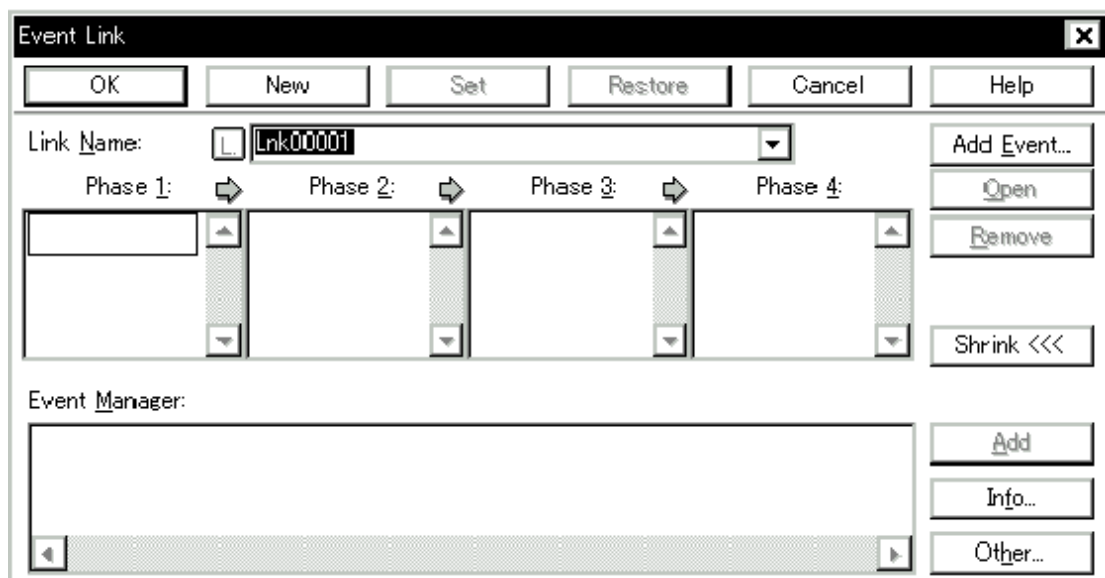 Event Link
OK New Set Restore Cancel Help
Link Name: L. Lnk00001 Add Event...
Phase 1: Phase 2: Phase 3: Phase 4: Open
Remove
Shrink <<<
Event Manager:
Add
Info...
Other...